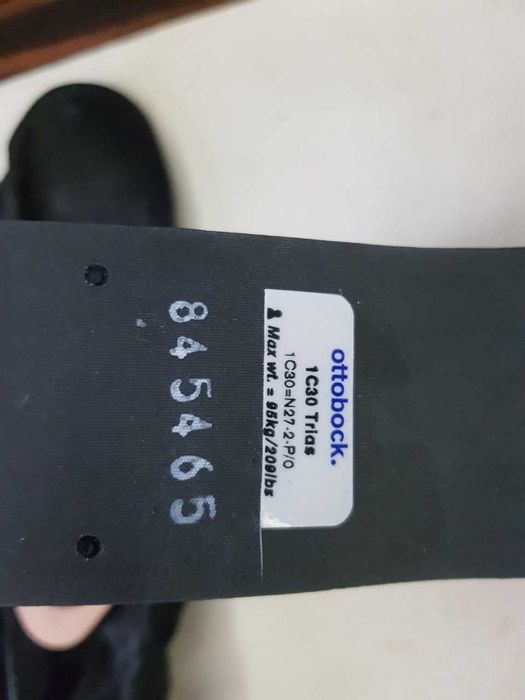 ottobock.
1C30 Trias
1C30=N27-2-P/0
Max wt. = 95kg/209lbs
845465